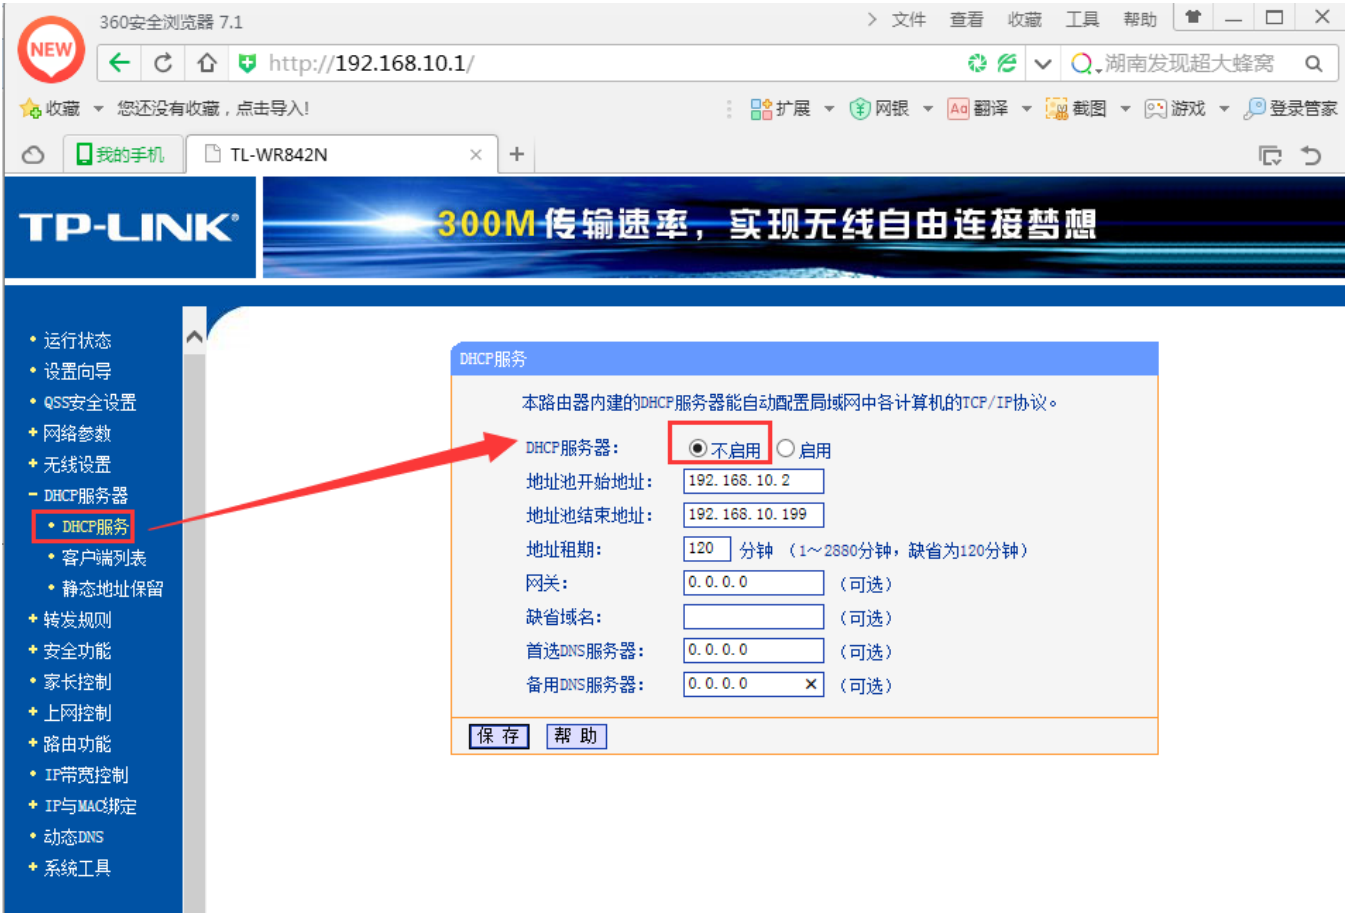 360安全浏览器 7.1
文件 查看 收藏 工具 帮助
NEW
http://192.168.10.1/
湖南发现超大蜂窝
收藏 您还没有收藏，点击导入!
扩展 网银 Aa 翻译 截图 游戏 登录管家
我的手机 TL-WR842N
TP-LINK®
300M 传输速率，实现无线自由连接梦想
运行状态
设置向导
QSS安全设置
网络参数
无线设置
DHCP服务器
DHCP服务
客户端列表
静态地址保留
转发规则
安全功能
家长控制
上网控制
路由功能
IP带宽控制
IP与MAC绑定
动态DNS
系统工具
DHCP服务
本路由器内建的DHCP服务器能自动配置局域网中各计算机的TCP/IP协议。
DHCP服务器： 不启用 启用
地址池开始地址： 192.168.10.2
地址池结束地址： 192.168.10.199
地址租期： 120 分钟 （1～2880分钟，缺省为120分钟）
网关： 0.0.0.0 （可选）
缺省域名： （可选）
首选DNS服务器： 0.0.0.0 （可选）
备用DNS服务器： 0.0.0.0 （可选）
保存 帮助